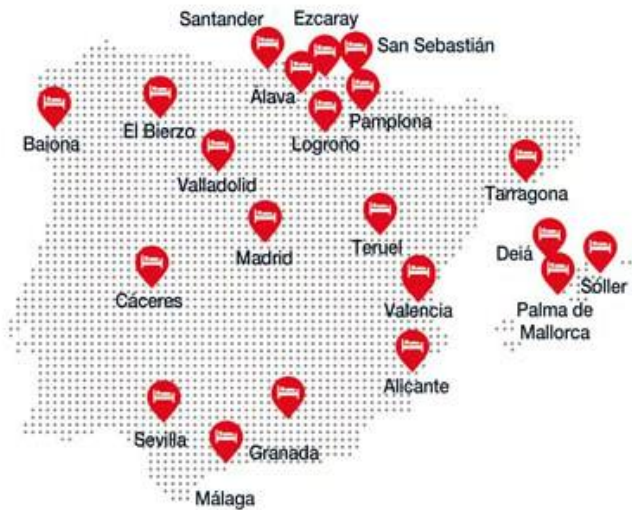 Santander
Ezcaray
San Sebastián
Álava
Pamplona
Baiona
El Bierzo
Logroño
Valladolid
Tarragona
Madrid
Teruel
Deiá
Sóller
Cáceres
Valencia
Palma de
Mallorca
Alicante
Sevilla
Granada
Málaga